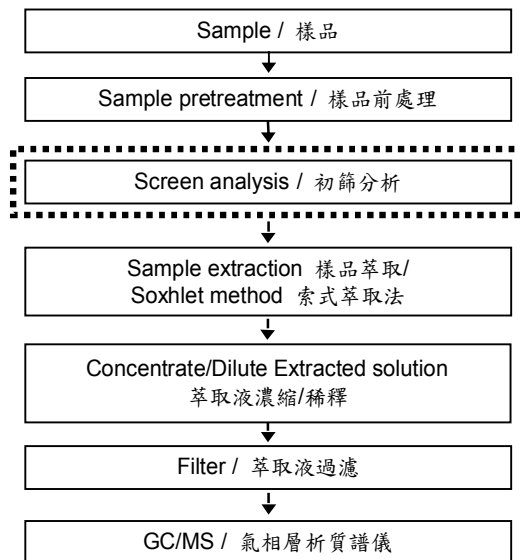 Sample / 樣品
Sample pretreatment / 樣品前處理
Screen analysis / 初篩分析
Sample extraction 樣品萃取/
Soxhlet method 索式萃取法
Concentrate/Dilute Extracted solution
萃取液濃縮/稀釋
Filter / 萃取液過濾
GC/MS / 氣相層析質譜儀